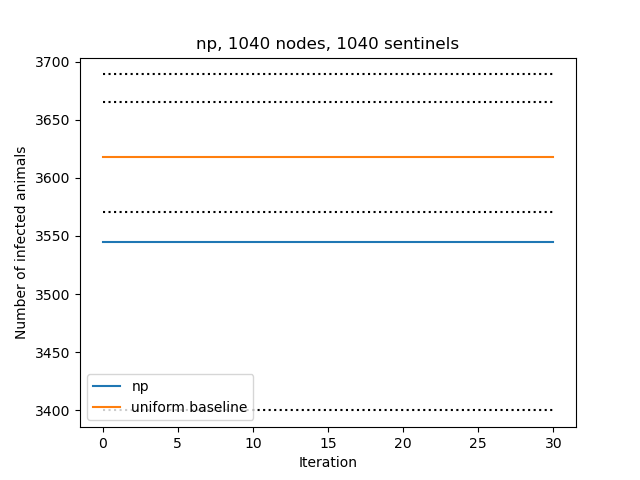 np, 1040 nodes, 1040 sentinels
Number of infected animals
3700
3650
3600
3550
3500
3450
3400
np
uniform baseline
0 5 10 15 20 25 30
Iteration